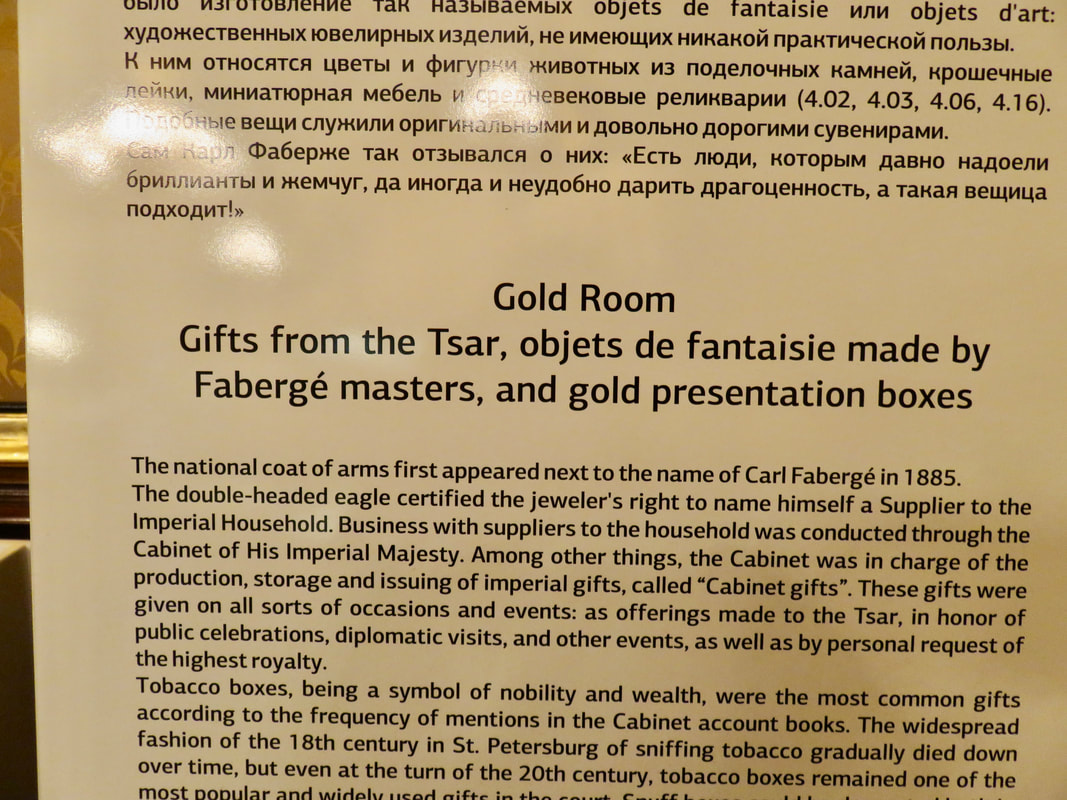 было изготовление так называемых objets de fantaisie или objets d'art:
художественных ювелирных изделий, не имеющих никакой практической пользы.
К ним относятся цветы и фигурки животных из поделочных камней, крошечные
лейки, миниатюрная мебель и средневековые реликварии (4.02, 4.03, 4.06, 4.16).
Подобные вещи служили оригинальными и довольно дорогими сувенирами.
Сам Карл Фаберже так отзывался о них: «Есть люди, которым давно надоели
бриллианты и жемчуг, да иногда и неудобно дарить драгоценность, а такая вещица
подходит!»
Gold Room
Gifts from the Tsar, objets de fantaisie made by
Fabergé masters, and gold presentation boxes
The national coat of arms first appeared next to the name of Carl Fabergé in 1885.
The double-headed eagle certified the jeweler's right to name himself a Supplier to the
Imperial Household. Business with suppliers to the household was conducted through the
Cabinet of His Imperial Majesty. Among other things, the Cabinet was in charge of the
production, storage and issuing of imperial gifts, called “Cabinet gifts”. These gifts were
given on all sorts of occasions and events: as offerings made to the Tsar, in honor of
public celebrations, diplomatic visits, and other events, as well as by personal request of
the highest royalty.
Tobacco boxes, being a symbol of nobility and wealth, were the most common gifts
according to the frequency of mentions in the Cabinet account books. The widespread
fashion of the 18th century in St. Petersburg of sniffing tobacco gradually died down
over time, but even at the turn of the 20th century, tobacco boxes remained one of the
most popular and widely used gifts in the court. Snuff boxes could